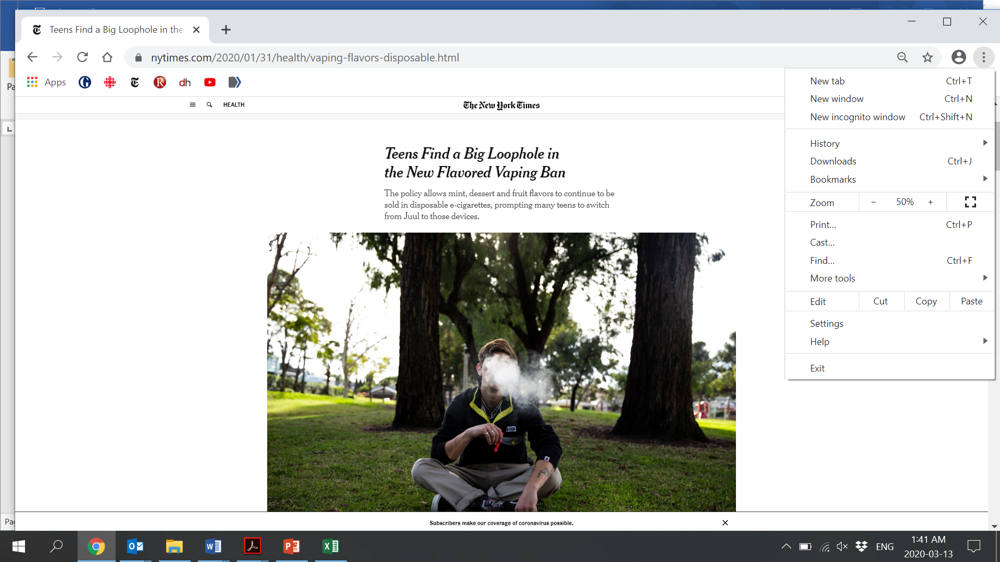 Teens Find a Big Loophole in the
nytimes.com/2020/01/31/health/vaping-flavors-disposable.html
Apps
dh
HEALTH
The New York Times
Teens Find a Big Loophole in
the New Flavored Vaping Ban
The policy allows mint, dessert and fruit flavors to continue to be
sold in disposable e-cigarettes, prompting many teens to switch
from Juul to those devices.
New tab Ctrl+T
New window Ctrl+N
New incognito window Ctrl+Shift+N
History
Downloads Ctrl+J
Bookmarks
Zoom − 50% +
Print... Ctrl+P
Cast...
Find... Ctrl+F
More tools
Edit Cut Copy Paste
Settings
Help
Exit
Subscribers make our coverage of coronavirus possible.
ENG
1:41 AM
2020-03-13